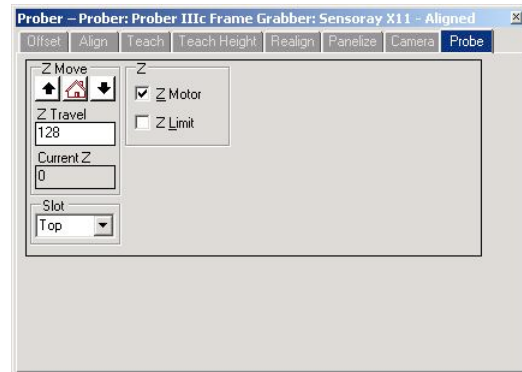 Prober – Prober: Prober IIIc Frame Grabber: Sensoray X11 - Aligned
Offset Align Teach Teach Height Realign Panelize Camera Probe
Z Move
Z Travel
128
Current Z
0
Slot
Top
Z
Z Motor
Z Limit